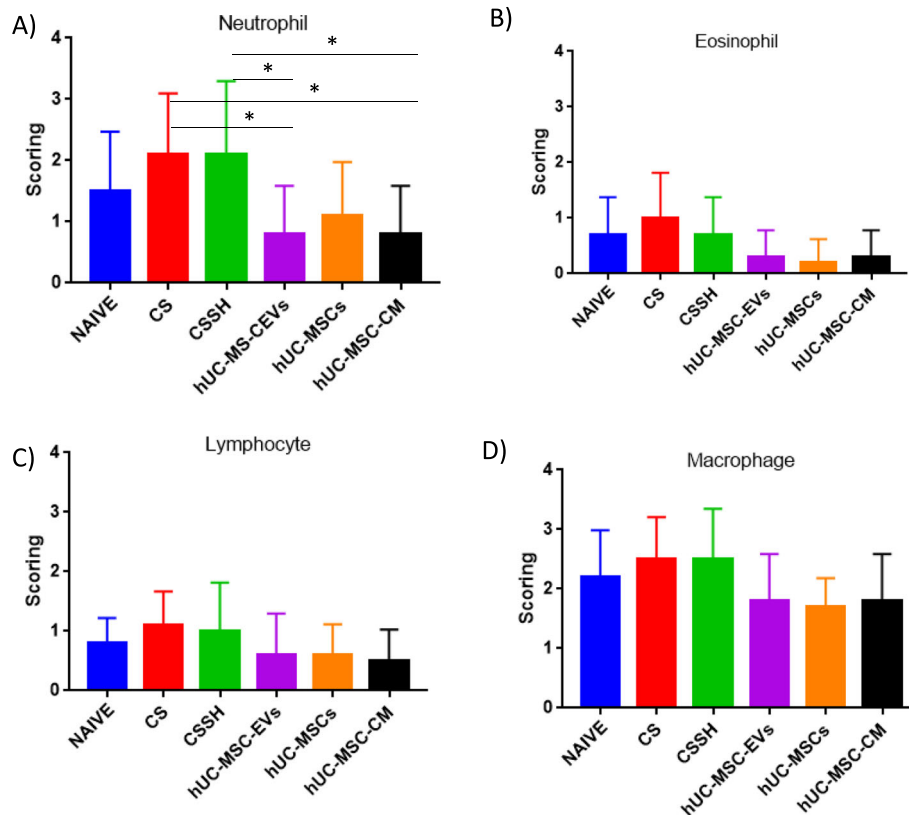 A)
Neutrophil
4
3
2
1
0
Scoring
*
*
*
*
NAIVE
CS
CSSH
hUC-MS-CEVs
hUC-MSCs
hUC-MSC-CM
B)
Eosinophil
4
3
2
1
0
Scoring
NAIVE
CS
CSSH
hUC-MSC-EVs
hUC-MSCs
hUC-MSC-CM
C)
Lymphocyte
4
3
2
1
0
Scoring
NAIVE
CS
CSSH
hUC-MSC-EVs
hUC-MSCs
hUC-MSC-CM
D)
Macrophage
4
3
2
1
0
Scoring
NAIVE
CS
CSSH
hUC-MSC-EVs
hUC-MSCs
hUC-MSC-CM